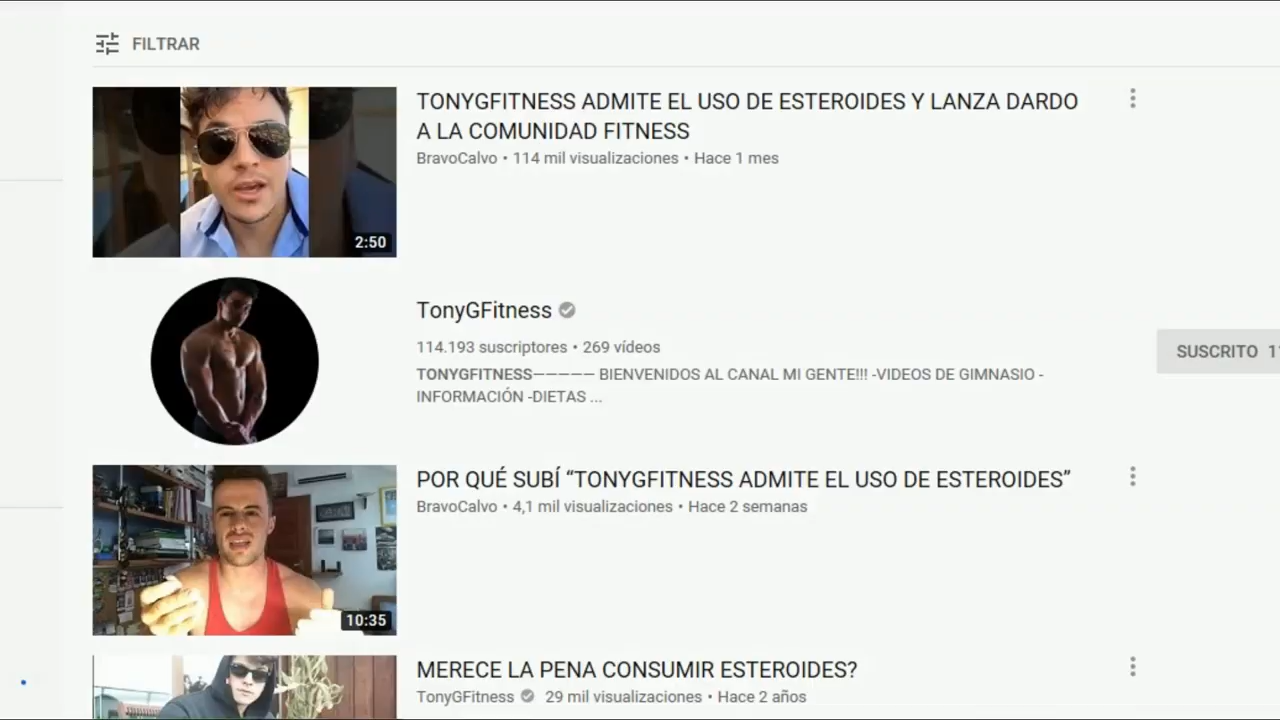 FILTRAR
TONYGFITNESS ADMITE EL USO DE ESTEROIDES Y LANZA DARDO
A LA COMUNIDAD FITNESS
BravoCalvo • 114 mil visualizaciones • Hace 1 mes
2:50
TonyGFitness
114.193 suscriptores • 269 vídeos
TONYGFITNESS————— BIENVENIDOS AL CANAL MI GENTE!!! -VIDEOS DE GIMNASIO -
INFORMACIÓN -DIETAS ...
SUSCRITO 11
POR QUÉ SUBÍ “TONYGFITNESS ADMITE EL USO DE ESTEROIDES”
BravoCalvo • 4,1 mil visualizaciones • Hace 2 semanas
10:35
MERECE LA PENA CONSUMIR ESTEROIDES?
TonyGFitness 29 mil visualizaciones • Hace 2 años